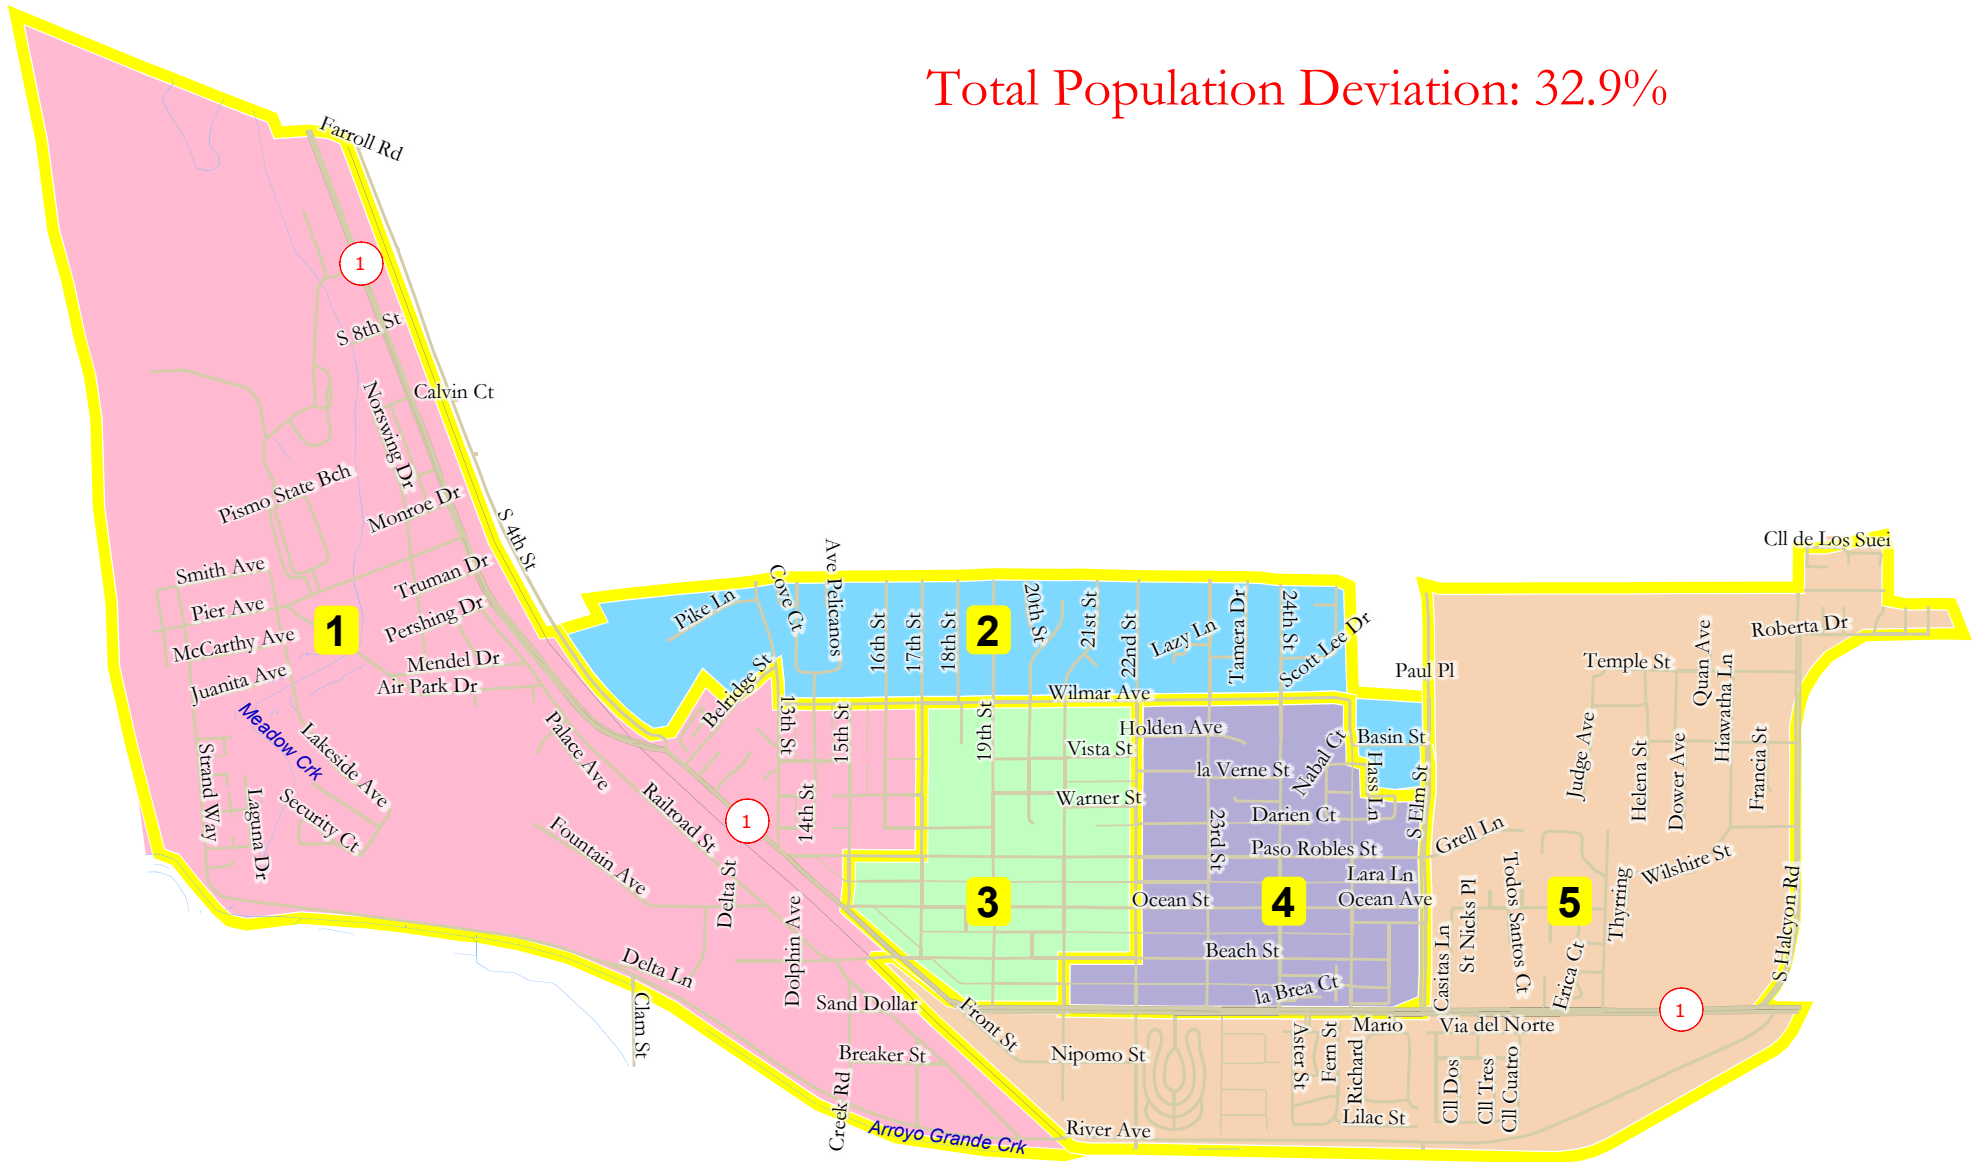 Total Population Deviation: 32.9%
Farroll Rd
1
S 8th St
Calvin Ct
Norswing Dr
Pismo State Bch
Monroe Dr
S 4th St
Smith Ave
Truman Dr
Pier Ave
1
Pershing Dr
McCarthy Ave
Mendel Dr
Juanita Ave
Air Park Dr
Meadow Crk
Lakeside Ave
Palace Ave
Strand Way
Laguna Dr
Security Ct
Railroad St
Fountain Ave
1
Delta St
Dolphin Ave
Delta Ln
Clam St
Sand Dollar
Breaker St
Creek Rd
Arroyo Grande Crk
Pike Ln
Cove Ct
Ave Pelicanos
Belridge St
13th St
14th St
15th St
16th St
17th St
18th St
2
20th St
21st St
22nd St
Lazy Ln
Tamera Dr
24th St
Scott Lee Dr
Wilmar Ave
19th St
Holden Ave
Vista St
Warner St
la Verne St
Nabal Ct
Basin St
Hass Ln
Paul Pl
S Elm St
Darien Ct
23rd St
Paso Robles St
Lara Ln
3
Ocean St
4
Ocean Ave
Beach St
la Brea Ct
Front St
Nipomo St
River Ave
Aster St
Fern St
Richard
Mario
Lilac St
Via del Norte
Cll Dos
Cll Tres
Cll Cuatro
Cll de Los Suei
Roberta Dr
Temple St
Quan Ave
Hiawatha Ln
Judge Ave
Helena St
Dower Ave
Francia St
Grell Ln
Wilshire St
Todos Santos Ct
St Nicks Pl
Casitas Ln
5
Thyrring
Erica Ct
S Halcyon Rd
1